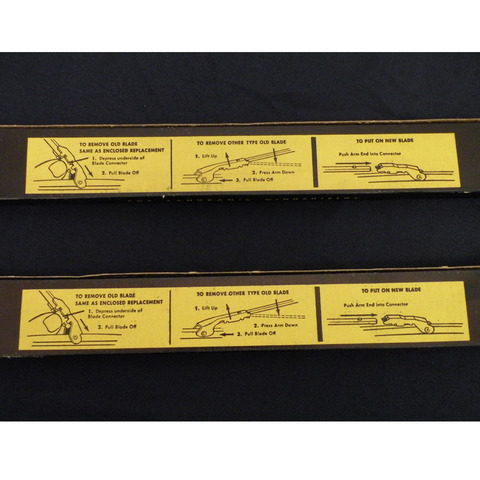 TO REMOVE OLD BLADE
SAME AS ENCLOSED REPLACEMENT
1. Depress underside of
Blade Connector
2. Pull Blade Off
TO REMOVE OTHER TYPE OLD BLADE
1. Lift Up
2. Press Arm Down
3. Pull Blade Off
TO PUT ON NEW BLADE
Push Arm End Into Connector
TO REMOVE OLD BLADE
SAME AS ENCLOSED REPLACEMENT
1. Depress underside of
Blade Connector
2. Pull Blade Off
TO REMOVE OTHER TYPE OLD BLADE
1. Lift Up
2. Press Arm Down
3. Pull Blade Off
TO PUT ON NEW BLADE
Push Arm End Into Connector